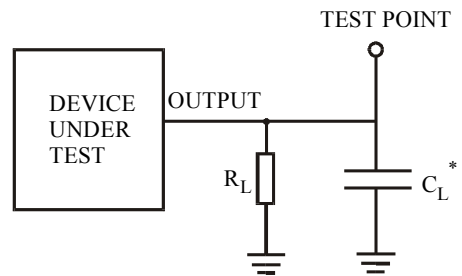 TEST POINT
DEVICE
UNDER
TEST
OUTPUT
R_L
C_L*